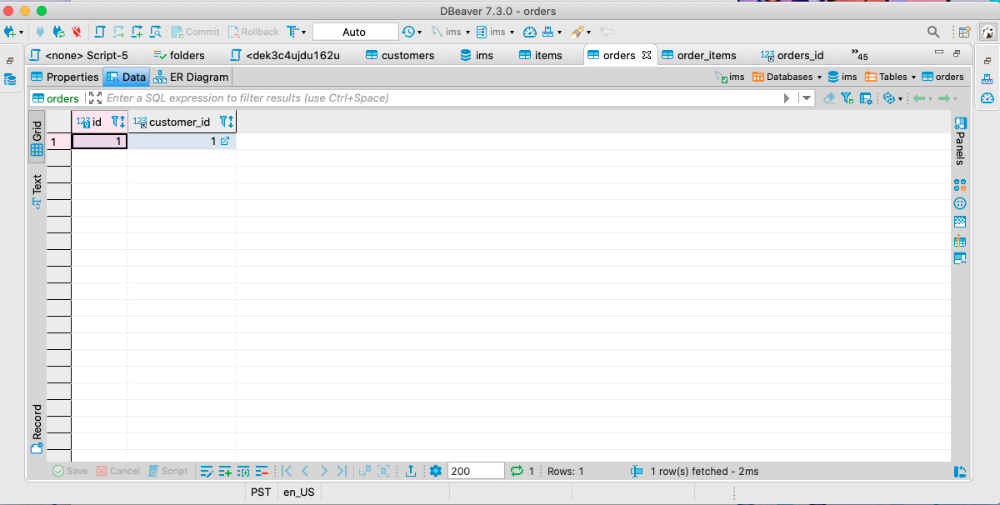 DBeaver 7.3.0 - orders
Commit Rollback Auto ims ims
<none> Script-5 folders <dek3c4ujdu162u customers ims items orders order_items orders_id »45
Properties Data ER Diagram ims Databases ims Tables orders
orders Enter a SQL expression to filter results (use Ctrl+Space)
Grid 123 id 123 customer_id
1 1 1
Panels
Text
Record
Save Cancel Script 200 1 Rows: 1 1 row(s) fetched - 2ms
PST en_US